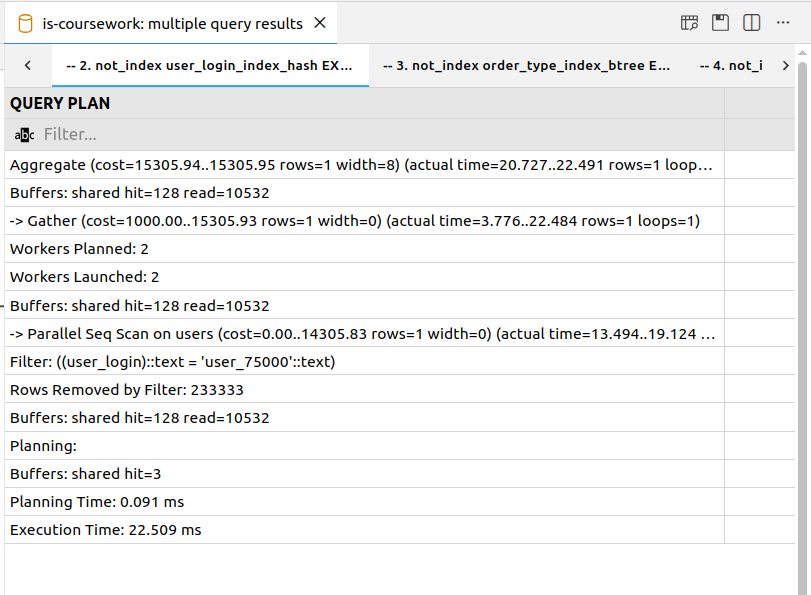 is-coursework: multiple query results
-- 2. not_index user_login_index_hash EX...
-- 3. not_index order_type_index_btree E...
-- 4. not_i
QUERY PLAN
abc Filter...
Aggregate (cost=15305.94..15305.95 rows=1 width=8) (actual time=20.727..22.491 rows=1 loop...
Buffers: shared hit=128 read=10532
-> Gather (cost=1000.00..15305.93 rows=1 width=0) (actual time=3.776..22.484 rows=1 loops=1)
Workers Planned: 2
Workers Launched: 2
Buffers: shared hit=128 read=10532
-> Parallel Seq Scan on users (cost=0.00..14305.83 rows=1 width=0) (actual time=13.494..19.124 ...
Filter: ((user_login)::text = 'user_75000'::text)
Rows Removed by Filter: 233333
Buffers: shared hit=128 read=10532
Planning:
Buffers: shared hit=3
Planning Time: 0.091 ms
Execution Time: 22.509 ms